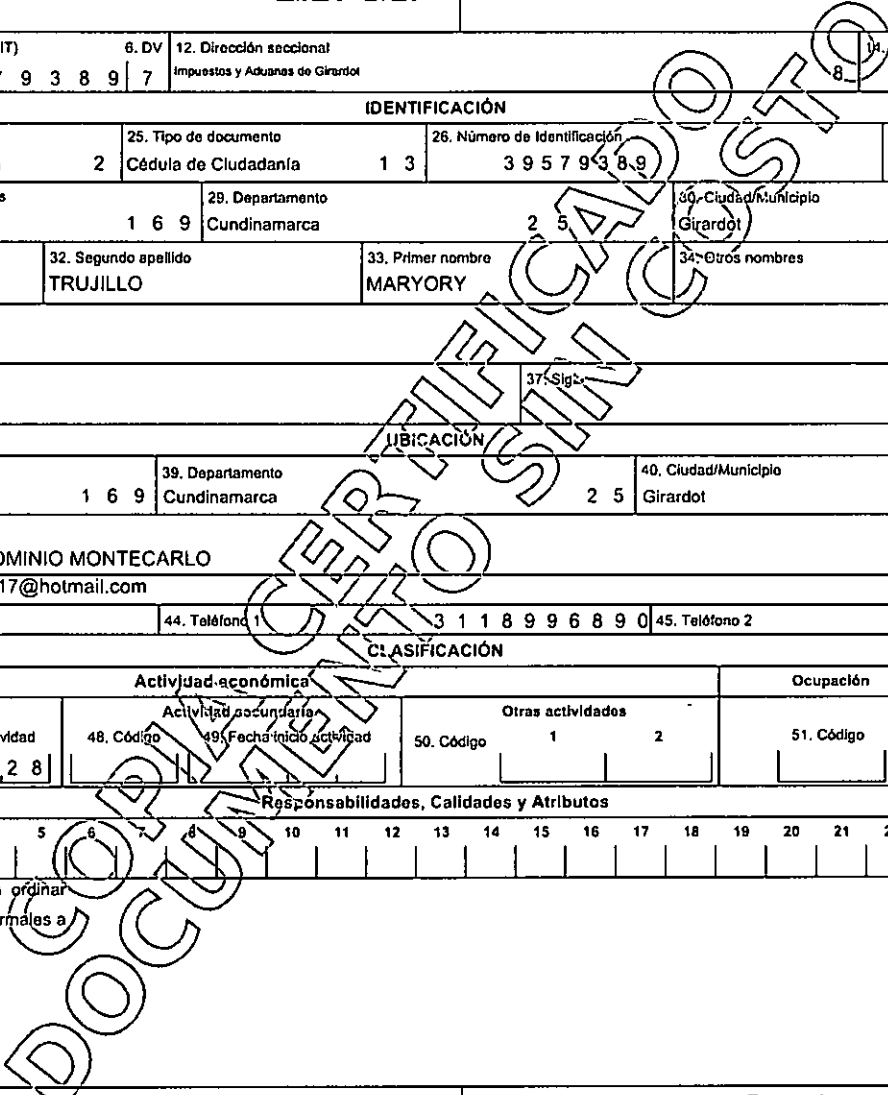 IT) 6. DV 12. Dirección seccional
9 3 8 9 7 Impuestos y Aduanas de Girardot 8
IDENTIFICACIÓN
25. Tipo de documento 26. Número de Identificación
2 Cédula de Ciudadanía 1 3 3 9 5 7 9 3 8 9
s 29. Departamento 30. Ciudad/Municipio
1 6 9 Cundinamarca 2 5 Girardot
32. Segundo apellido 33. Primer nombre 34. Otros nombres
TRUJILLO MARYORY
37. Sigla
UBICACIÓN
39. Departamento 40. Ciudad/Municipio
1 6 9 Cundinamarca 2 5 Girardot
OMINIO MONTECARLO
17@hotmail.com
44. Teléfono 1 3 1 1 8 9 9 6 8 9 0 45. Teléfono 2
CLASIFICACIÓN
Actividad económica Ocupación
Actividad secundaria Otras actividades
vidad 48. Código 49. Fecha inicio actividad 50. Código 1 2 51. Código
2 8
Responsabilidades, Calidades y Atributos
5 6 7 8 9 10 11 12 13 14 15 16 17 18 19 20 21 2
ordinar
rmales a
COPIA CERTIFICADO
DOCUMENTO SIN COSTO